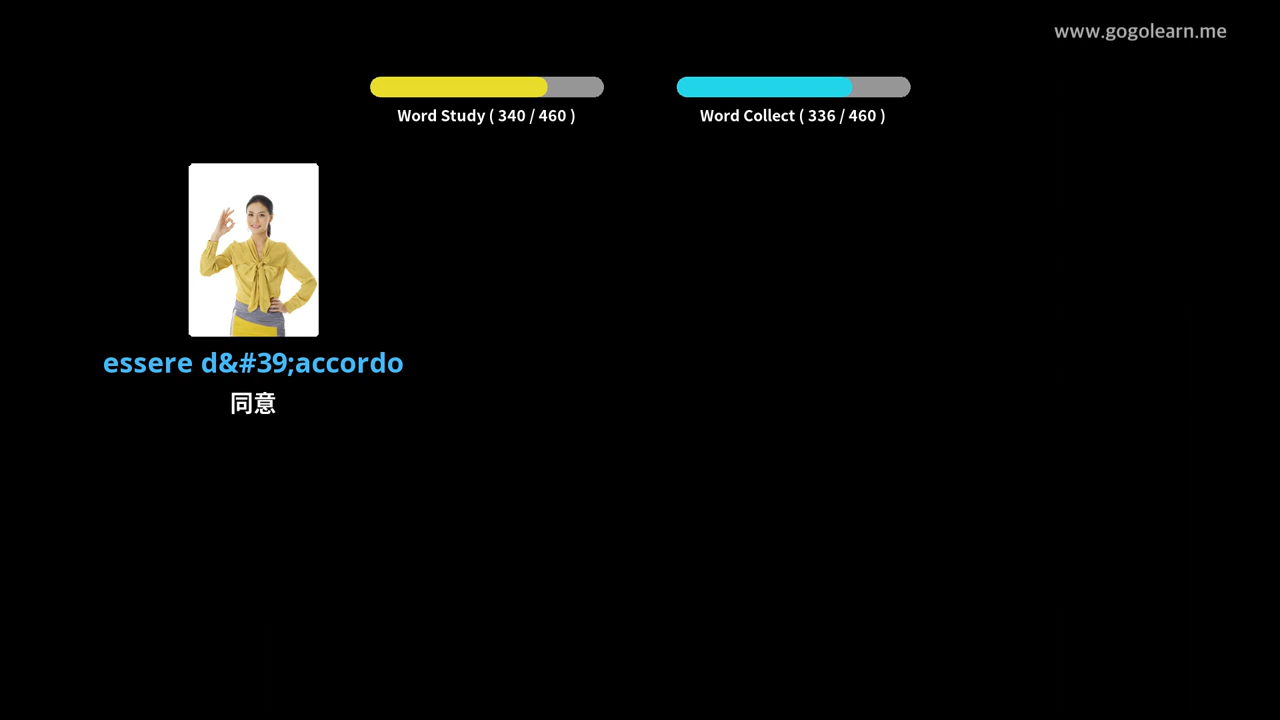 www.gogolearn.me
Word Study ( 340 / 460 )
Word Collect ( 336 / 460 )
essere d&#39;accordo
同意